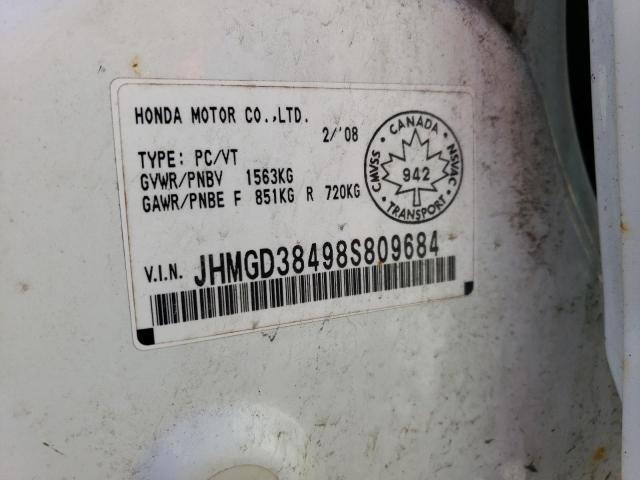 HONDA MOTOR CO.,LTD.
2/'08
TYPE: PC/VT
GVWR/PNBV 1563KG
GAWR/PNBE F 851KG R 720KG
CANADA
CMVSS
NSVAC
942
TRANSPORT
V.I.N. JHMGD38498S809684